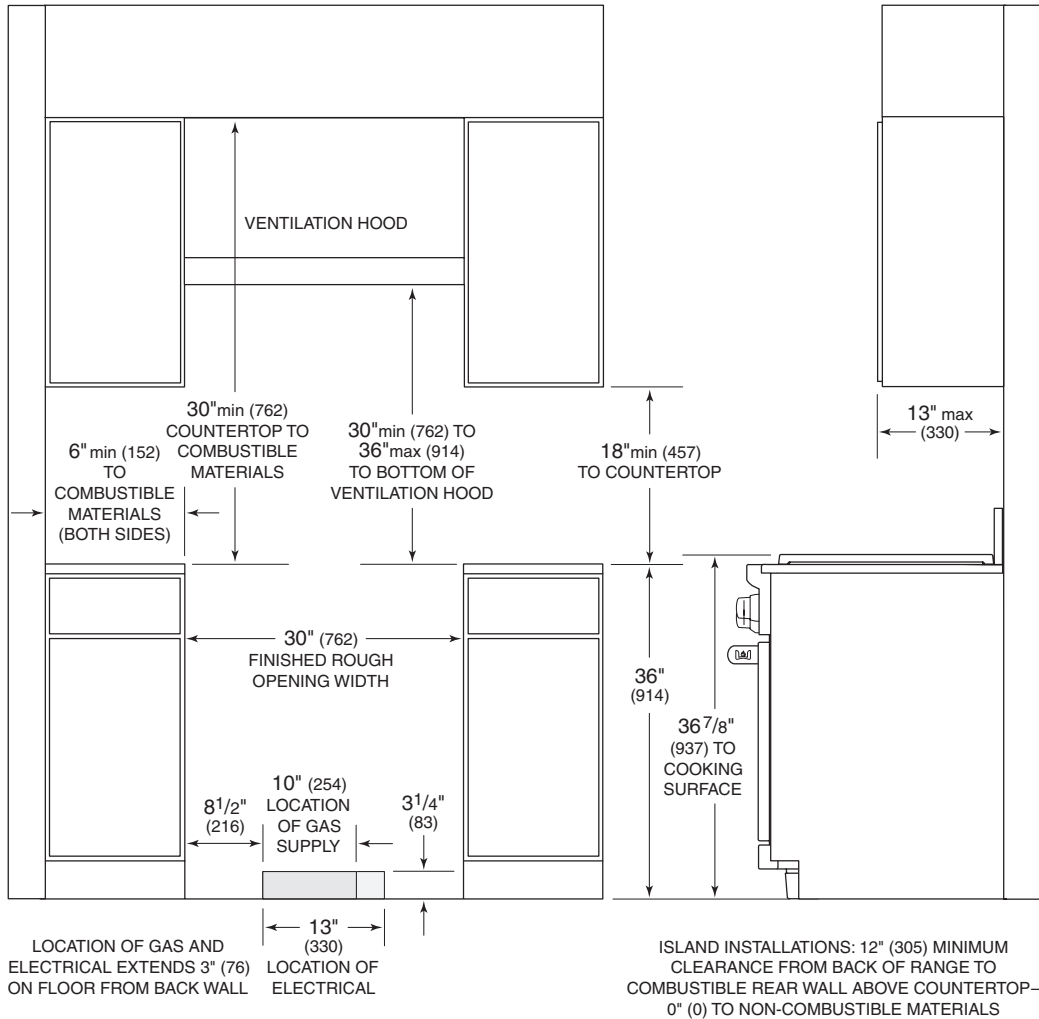 VENTILATION HOOD
30"min (762)
COUNTERTOP TO
COMBUSTIBLE
MATERIALS
6"min (152)
TO
COMBUSTIBLE
MATERIALS
(BOTH SIDES)
30"min (762) TO
36"max (914)
TO BOTTOM OF
VENTILATION HOOD
18"min (457)
TO COUNTERTOP
13" max
(330)
30" (762)
FINISHED ROUGH
OPENING WIDTH
36"
(914)
36 7/8"
(937) TO
COOKING
SURFACE
8 1/2"
(216)
10" (254)
LOCATION
OF GAS
SUPPLY
3 1/4"
(83)
13"
(330)
LOCATION OF
ELECTRICAL
LOCATION OF GAS AND
ELECTRICAL EXTENDS 3" (76)
ON FLOOR FROM BACK WALL
ISLAND INSTALLATIONS: 12" (305) MINIMUM
CLEARANCE FROM BACK OF RANGE TO
COMBUSTIBLE REAR WALL ABOVE COUNTERTOP–
0" (0) TO NON-COMBUSTIBLE MATERIALS